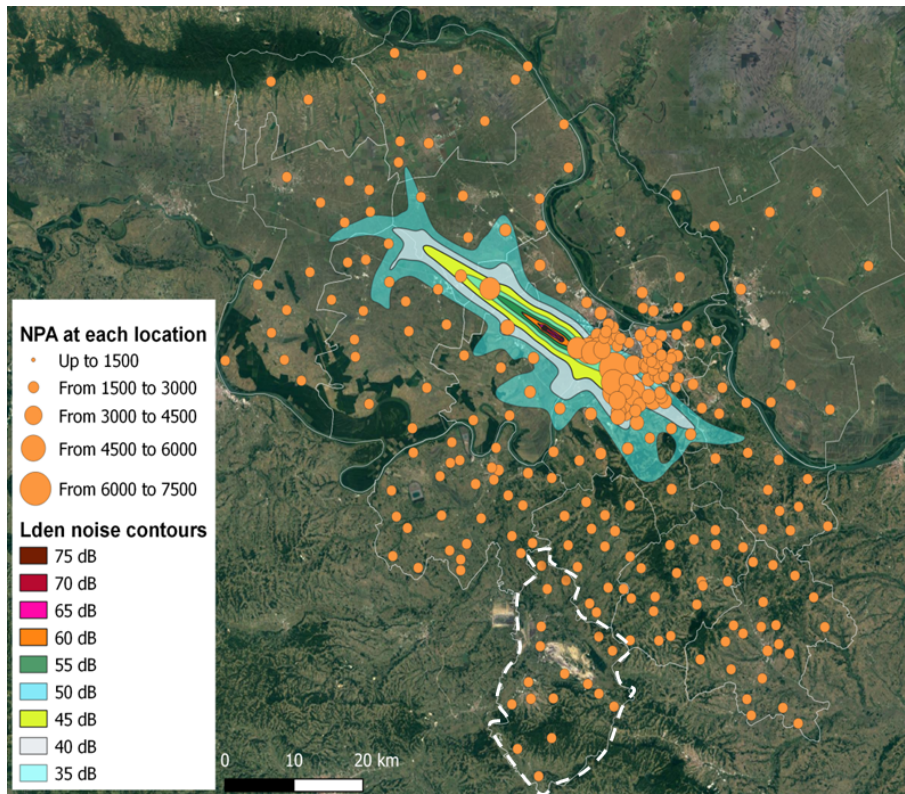 NPA at each location
Up to 1500
From 1500 to 3000
From 3000 to 4500
From 4500 to 6000
From 6000 to 7500
Lden noise contours
75 dB
70 dB
65 dB
60 dB
55 dB
50 dB
45 dB
40 dB
35 dB
0 10 20 km